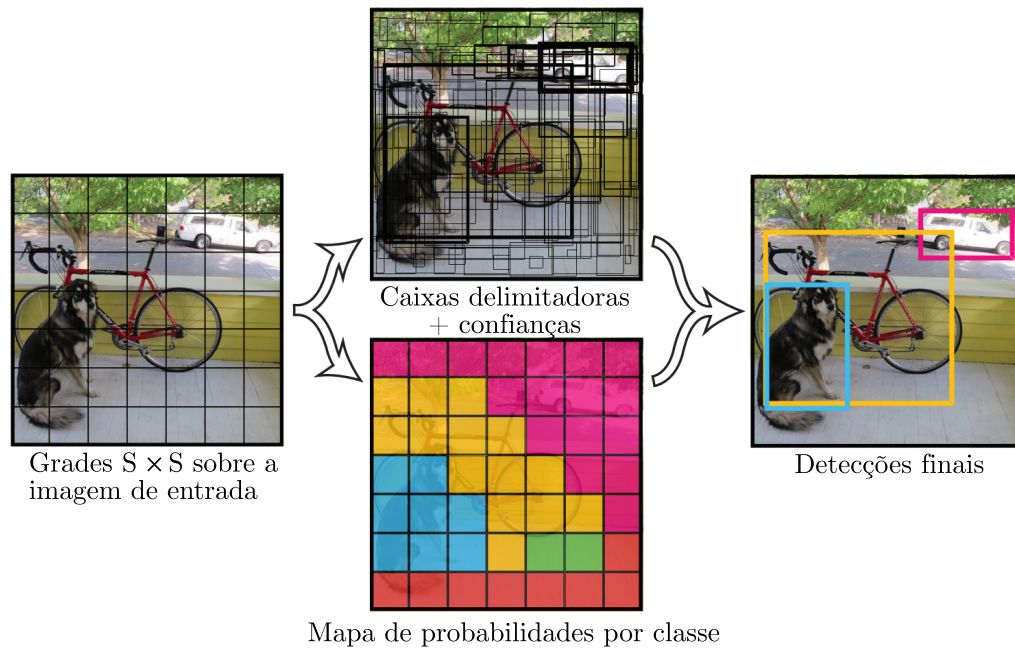 Caixas delimitadoras
+ confianças
Grades S × S sobre a
imagem de entrada
Detecções finais
Mapa de probabilidades por classe